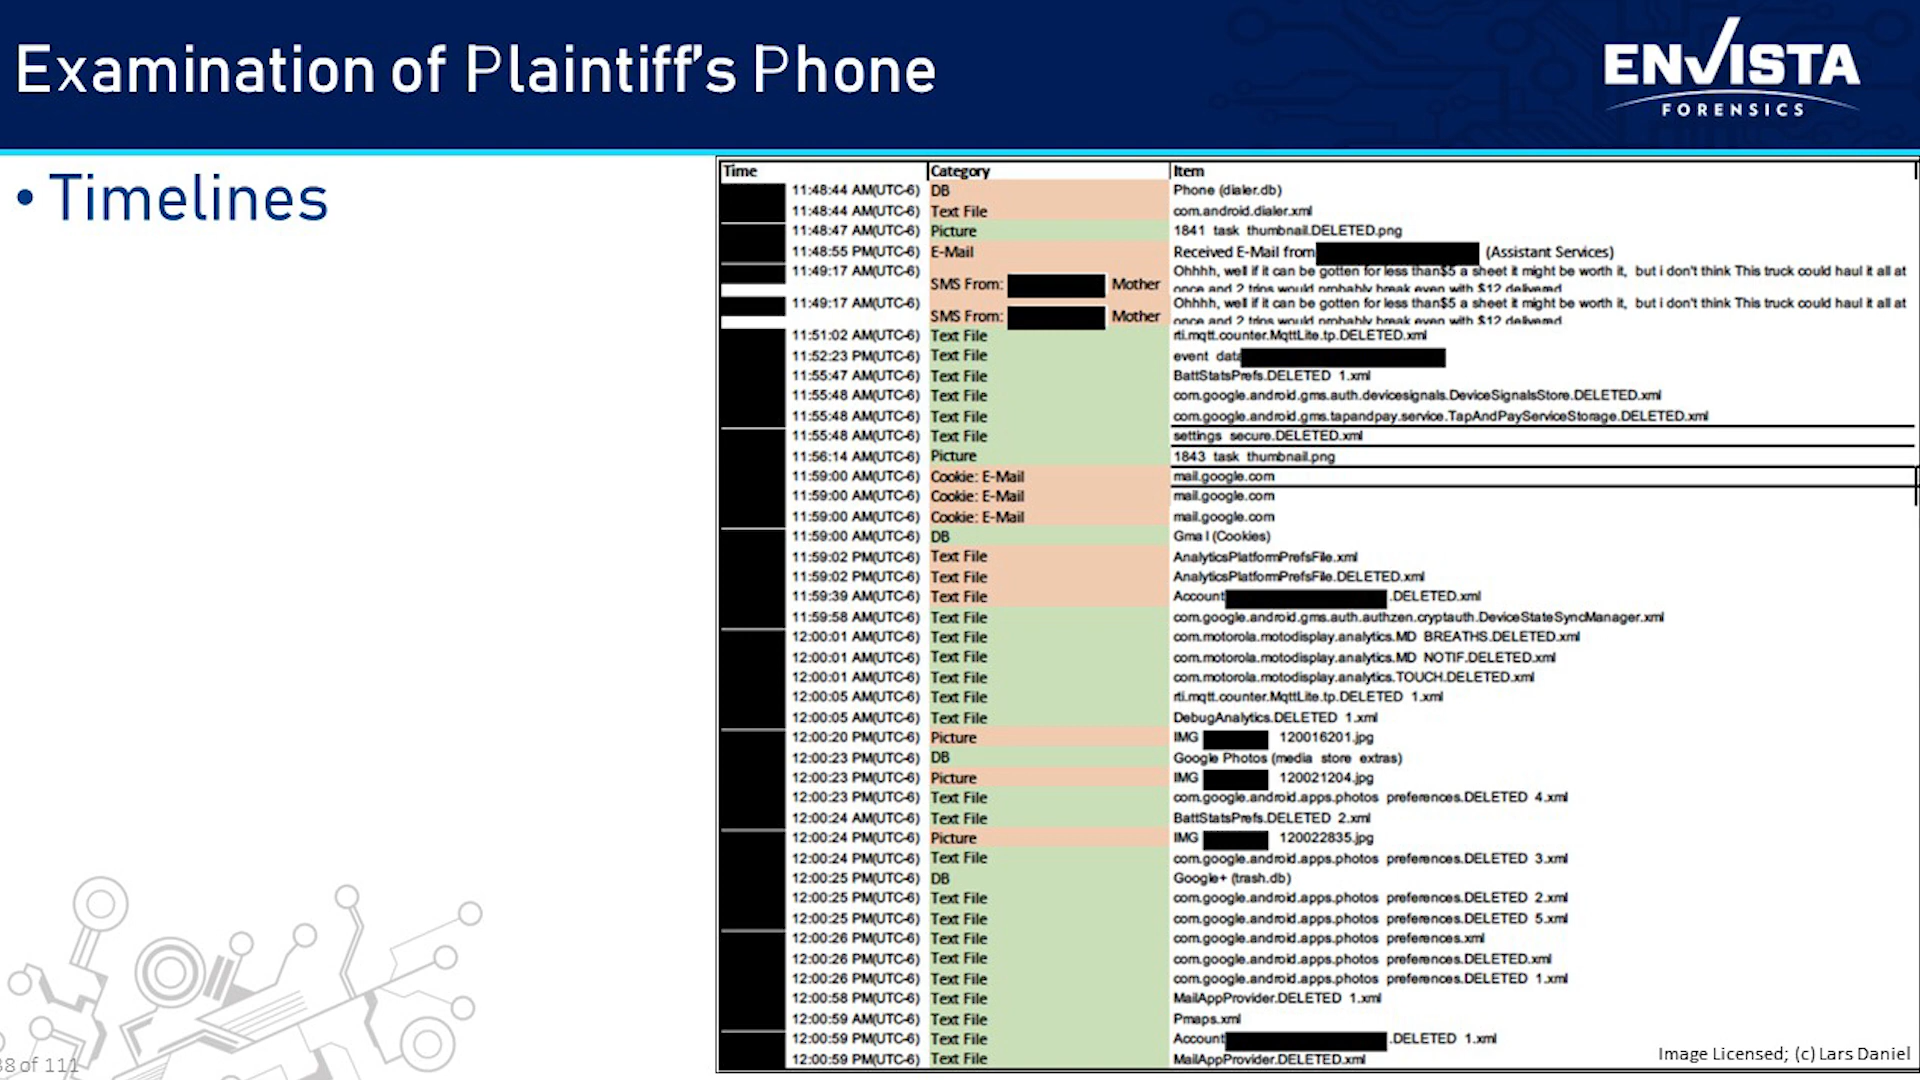 Examination of Plaintiff's Phone
ENVISTA
FORENSICS
• Timelines
Time Category Item
11:48:44 AM(UTC-6) DB Phone (dialer.db)
11:48:44 AM(UTC-6) Text File com.android.dialer.xml
11:48:47 AM(UTC-6) Picture 1841 task thumbnail.DELETED.png
11:48:55 PM(UTC-6) E-Mail Received E-Mail from (Assistant Services)
11:49:17 AM(UTC-6) SMS From: Mother Ohhhh, well if it can be gotten for less than$5 a sheet it might be worth it, but i don't think This truck could haul it all at
once and 2 trips would probably break even with $12 delivered
11:49:17 AM(UTC-6) SMS From: Mother Ohhhh, well if it can be gotten for less than$5 a sheet it might be worth it, but i don't think This truck could haul it all at
once and 2 trips would probably break even with $12 delivered
11:51:02 AM(UTC-6) Text File rti.mqtt.counter.MqttLite.tp.DELETED.xml
11:52:23 PM(UTC-6) Text File event data
11:55:47 AM(UTC-6) Text File BattStatsPrefs.DELETED 1.xml
11:55:48 AM(UTC-6) Text File com.google.android.gms.auth.devicesignals.DeviceSignalsStore.DELETED.xml
11:55:48 AM(UTC-6) Text File com.google.android.gms.tapandpay.service.TapAndPayServiceStorage.DELETED.xml
11:55:48 AM(UTC-6) Text File settings secure.DELETED.xml
11:56:14 AM(UTC-6) Picture 1843 task thumbnail.png
11:59:00 AM(UTC-6) Cookie: E-Mail mail.google.com
11:59:00 AM(UTC-6) Cookie: E-Mail mail.google.com
11:59:00 AM(UTC-6) Cookie: E-Mail mail.google.com
11:59:00 AM(UTC-6) DB Gma l (Cookies)
11:59:02 PM(UTC-6) Text File AnalyticsPlatformPrefsFile.xml
11:59:02 PM(UTC-6) Text File AnalyticsPlatformPrefsFile.DELETED.xml
11:59:39 AM(UTC-6) Text File Account .DELETED.xml
11:59:58 AM(UTC-6) Text File com.google.android.gms.auth.authzen.cryptauth.DeviceStateSyncManager.xml
12:00:01 AM(UTC-6) Text File com.motorola.motodisplay.analytics.MD BREATHS.DELETED.xml
12:00:01 AM(UTC-6) Text File com.motorola.motodisplay.analytics.MD NOTIF.DELETED.xml
12:00:01 AM(UTC-6) Text File com.motorola.motodisplay.analytics.TOUCH.DELETED.xml
12:00:05 AM(UTC-6) Text File rti.mqtt.counter.MqttLite.tp.DELETED 1.xml
12:00:05 AM(UTC-6) Text File DebugAnalytics.DELETED 1.xml
12:00:20 PM(UTC-6) Picture IMG 120016201.jpg
12:00:23 PM(UTC-6) DB Google Photos (media store extras)
12:00:23 PM(UTC-6) Picture IMG 120021204.jpg
12:00:23 PM(UTC-6) Text File com.google.android.apps.photos preferences.DELETED 4.xml
12:00:24 AM(UTC-6) Text File BattStatsPrefs.DELETED 2.xml
12:00:24 PM(UTC-6) Picture IMG 120022835.jpg
12:00:24 PM(UTC-6) Text File com.google.android.apps.photos preferences.DELETED 3.xml
12:00:25 PM(UTC-6) DB Google+ (trash.db)
12:00:25 PM(UTC-6) Text File com.google.android.apps.photos preferences.DELETED 2.xml
12:00:25 PM(UTC-6) Text File com.google.android.apps.photos preferences.DELETED 5.xml
12:00:26 PM(UTC-6) Text File com.google.android.apps.photos preferences.xml
12:00:26 PM(UTC-6) Text File com.google.android.apps.photos preferences.DELETED.xml
12:00:26 PM(UTC-6) Text File com.google.android.apps.photos preferences.DELETED 1.xml
12:00:58 PM(UTC-6) Text File MailAppProvider.DELETED 1.xml
12:00:59 AM(UTC-6) Text File Pmaps.xml
12:00:59 PM(UTC-6) Text File Account .DELETED 1.xml
12:00:59 PM(UTC-6) Text File MailAppProvider.DELETED.xml
Image Licensed; (c) Lars Daniel
38 of 111